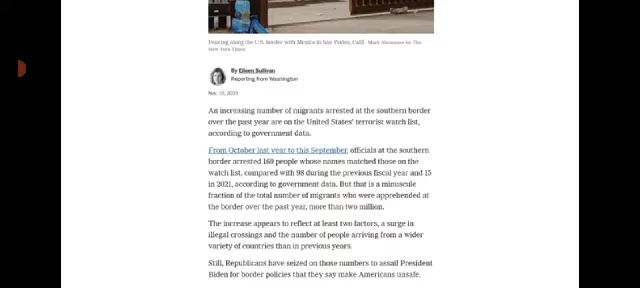 Fencing along the U.S. border with Mexico in San Ysidro, Calif. Mark Abramson for The
New York Times
By Eileen Sullivan
Reporting from Washington
Nov. 19, 2023
An increasing number of migrants arrested at the southern border
over the past year are on the United States' terrorist watch list,
according to government data.
From October last year to this September, officials at the southern
border arrested 169 people whose names matched those on the
watch list, compared with 98 during the previous fiscal year and 15
in 2021, according to government data. But that is a minuscule
fraction of the total number of migrants who were apprehended at
the border over the past year, more than two million.
The increase appears to reflect at least two factors, a surge in
illegal crossings and the number of people arriving from a wider
variety of countries than in previous years.
Still, Republicans have seized on those numbers to assail President
Biden for border policies that they say make Americans unsafe.